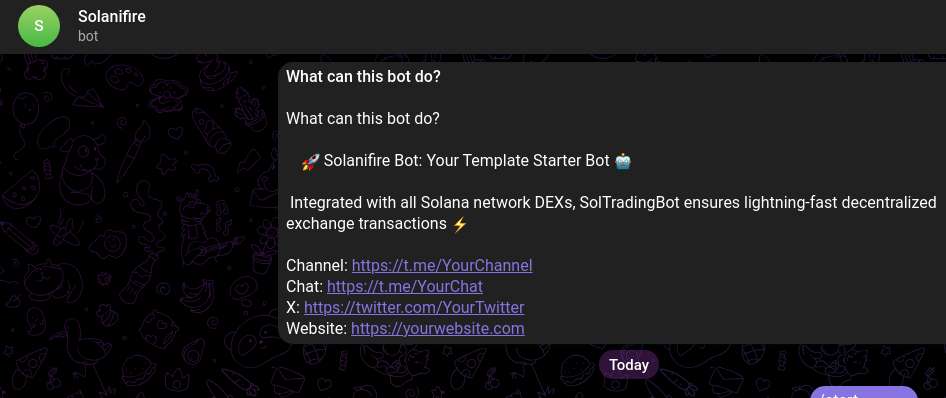 S
Solanifire
bot
What can this bot do?
What can this bot do?
🚀 Solanifire Bot: Your Template Starter Bot 🤖
Integrated with all Solana network DEXs, SolTradingBot ensures lightning-fast decentralized
exchange transactions ⚡
Channel: https://t.me/YourChannel
Chat: https://t.me/YourChat
X: https://twitter.com/YourTwitter
Website: https://yourwebsite.com
Today
/start